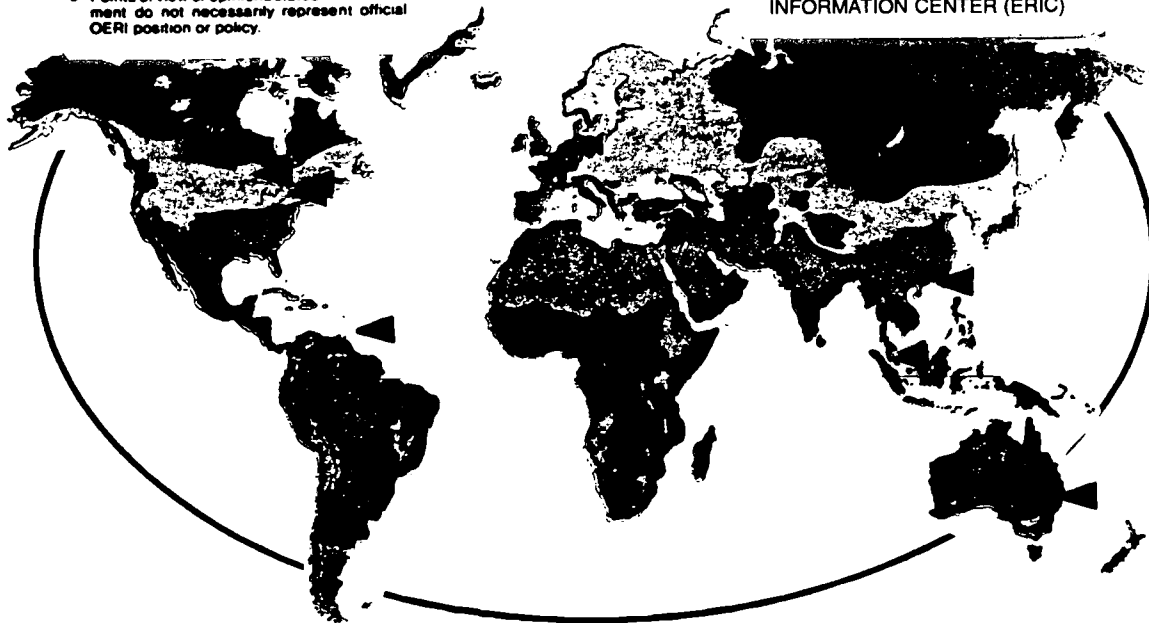 ment do not necessarily represent official
OERI position or policy.
INFORMATION CENTER (ERIC)